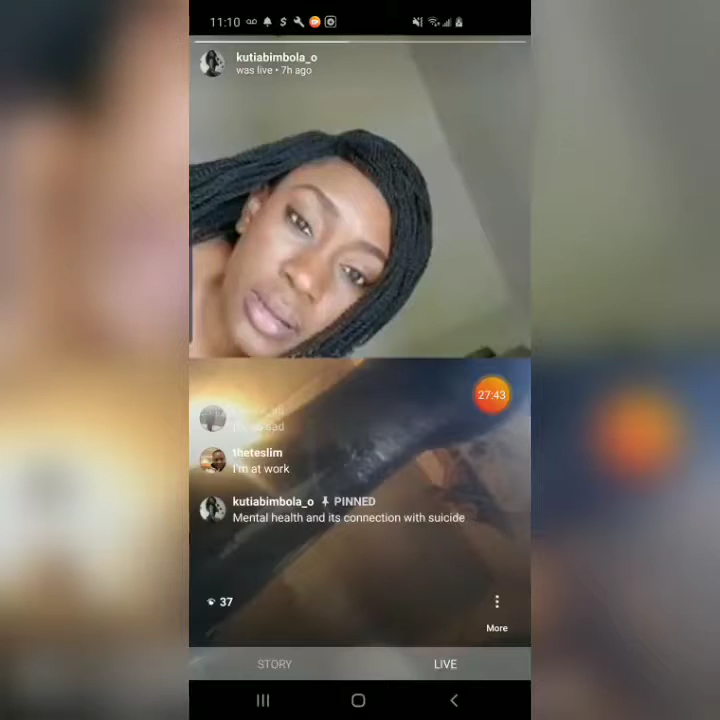 11:10
kutiabimbola_o
was live • 7h ago
27:43
sad
theteslim
I'm at work
kutiabimbola_o PINNED
Mental health and its connection with suicide
37
More
STORY LIVE